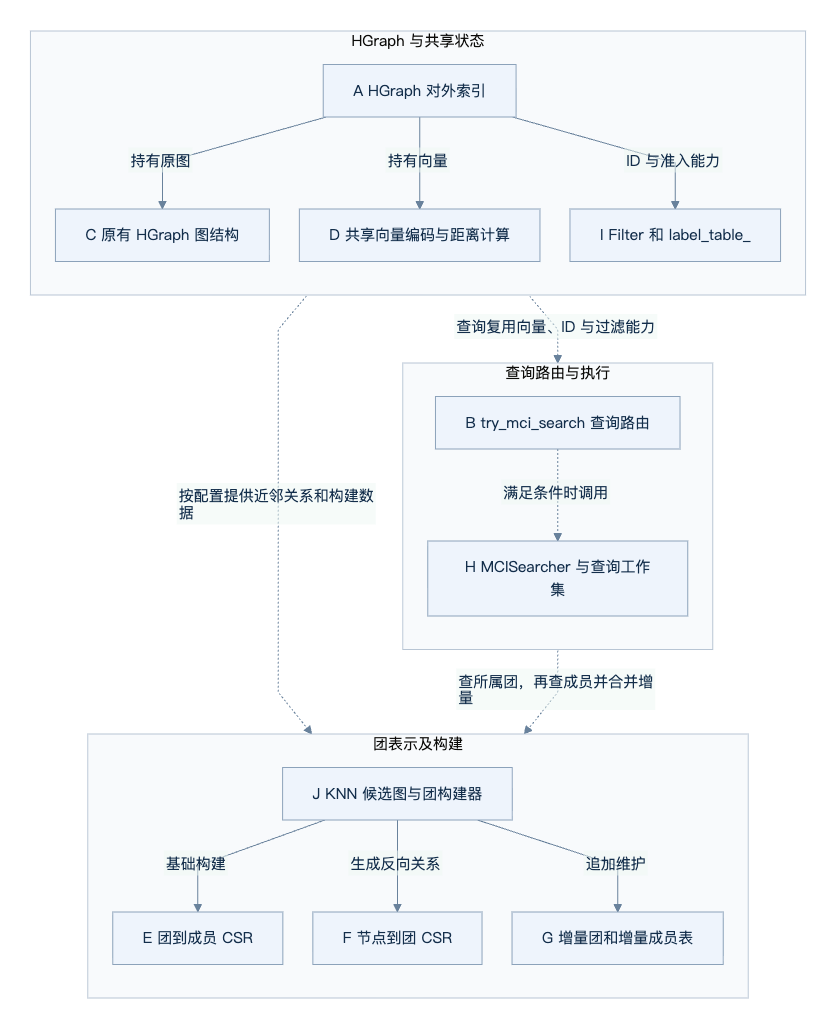 HGraph 与共享状态
A HGraph 对外索引
持有原图
持有向量
ID 与准入能力
C 原有 HGraph 图结构
D 共享向量编码与距离计算
I Filter 和 label_table_
查询复用向量、ID 与过滤能力
查询路由与执行
B try_mci_search 查询路由
按配置提供近邻关系和构建数
据
满足条件时调用
H MCISearcher 与查询工作
集
查所属团，再查成员并合并增
量
团表示及构建
J KNN 候选图与团构建器
基础构建
生成反向关系
追加维护
E 团到成员 CSR
F 节点到团 CSR
G 增量团和增量成员表